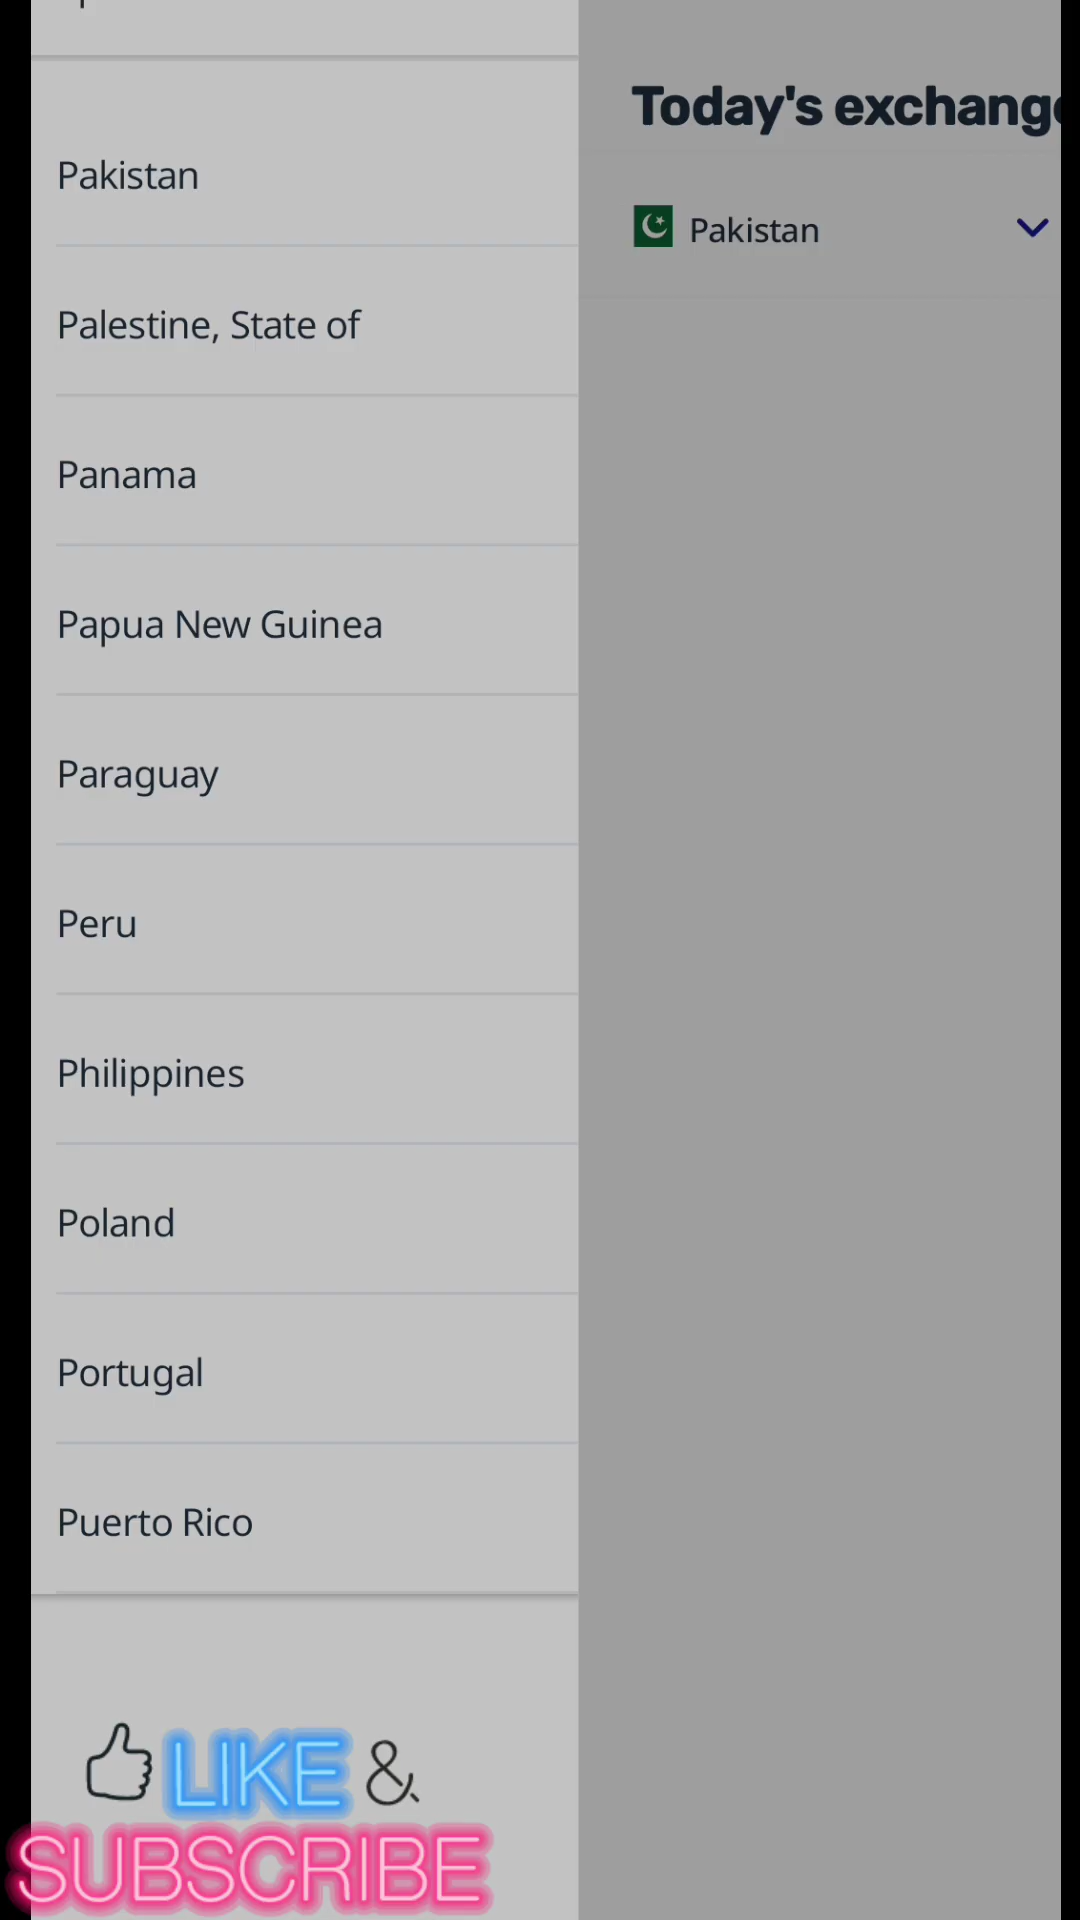 Today's exchang
Pakistan
Pakistan
Palestine, State of
Panama
Papua New Guinea
Paraguay
Peru
Philippines
Poland
Portugal
Puerto Rico
LIKE &
SUBSCRIBE